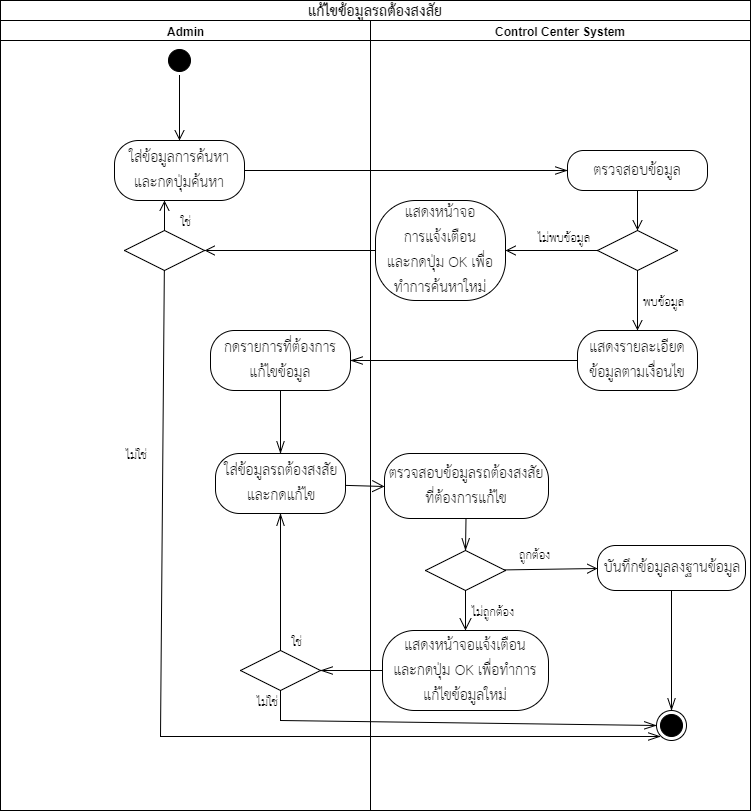 แก้ไขข้อมูลรถต้องสงสัย
Admin
Control Center System
ใส่ข้อมูลการค้นหา
และกดปุ่มค้นหา
ตรวจสอบข้อมูล
ใช่
แสดงหน้าจอ
การแจ้งเตือน
และกดปุ่ม OK เพื่อ
ทำการค้นหาใหม่
ไม่พบข้อมูล
พบข้อมูล
กดรายการที่ต้องการ
แก้ไขข้อมูล
แสดงรายละเอียด
ข้อมูลตามเงื่อนไข
ไม่ใช่
ใส่ข้อมูลรถต้องสงสัย
และกดแก้ไข
ตรวจสอบข้อมูลรถต้องสงสัย
ที่ต้องการแก้ไข
ถูกต้อง
บันทึกข้อมูลลงฐานข้อมูล
ไม่ถูกต้อง
ใช่
แสดงหน้าจอแจ้งเตือน
และกดปุ่ม OK เพื่อทำการ
แก้ไขข้อมูลใหม่
ไม่ใช่